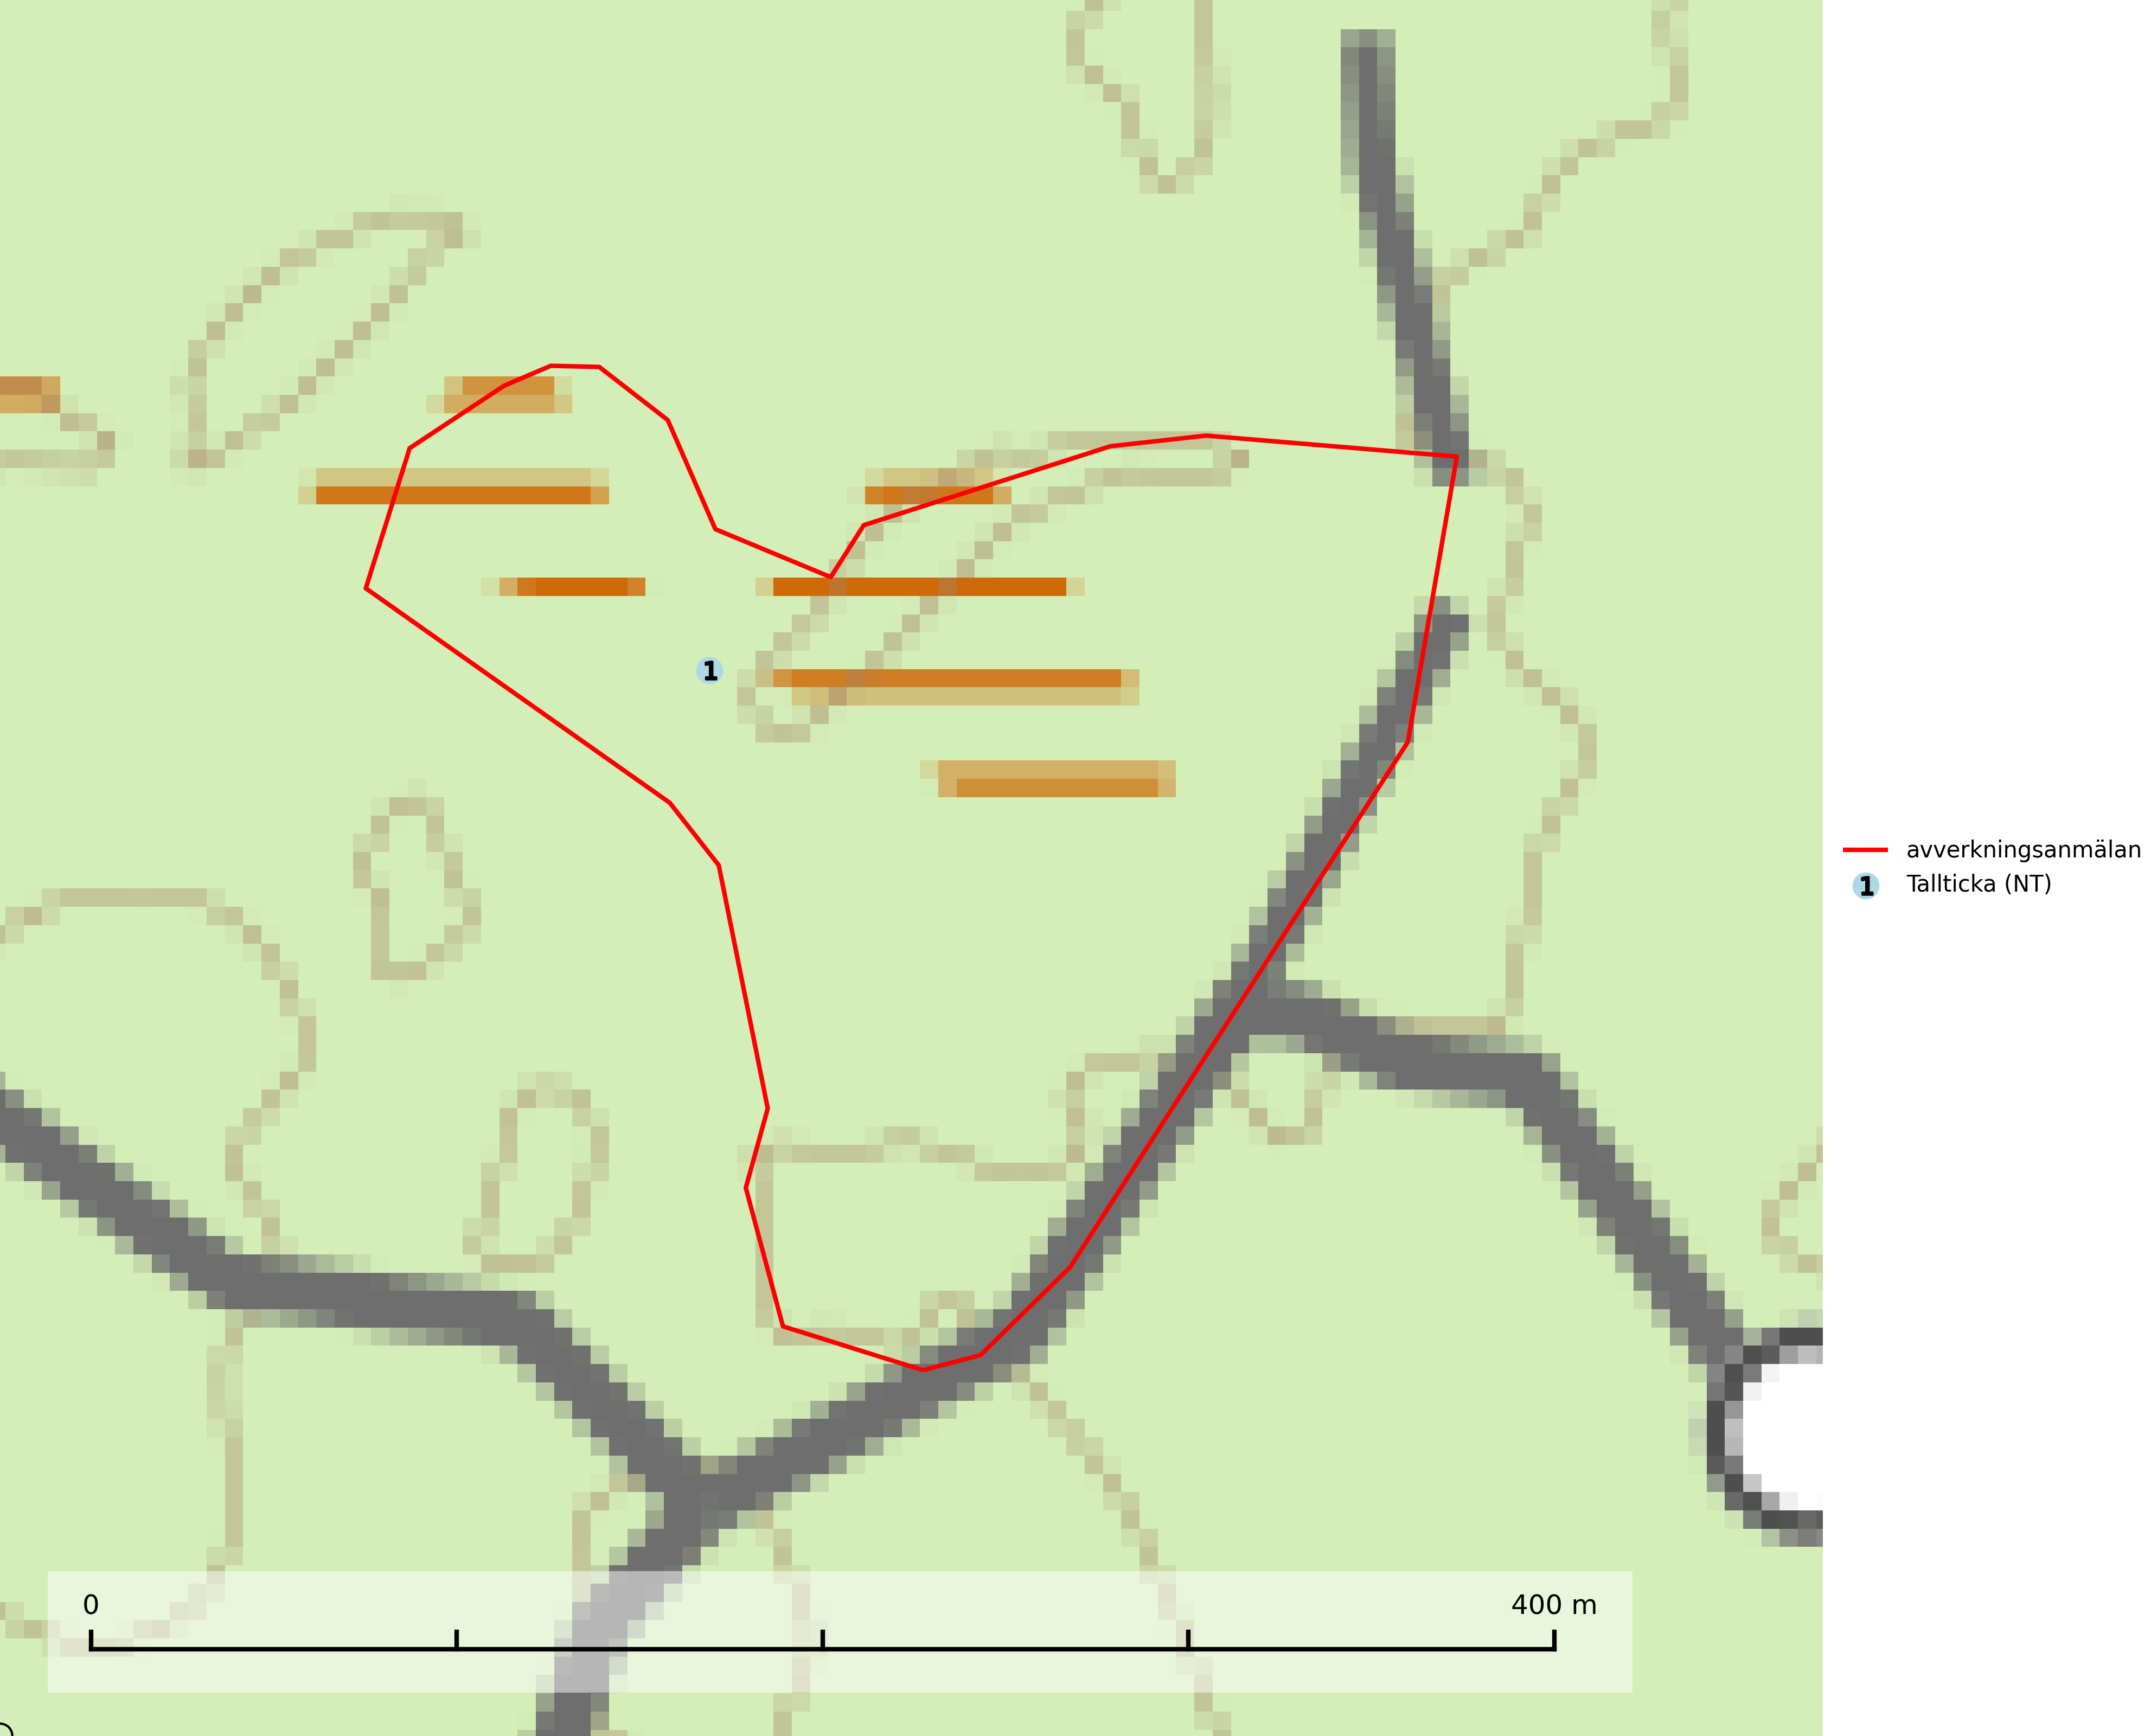 1
avverkningsanmälan
1 Tallticka (NT)
0 400 m